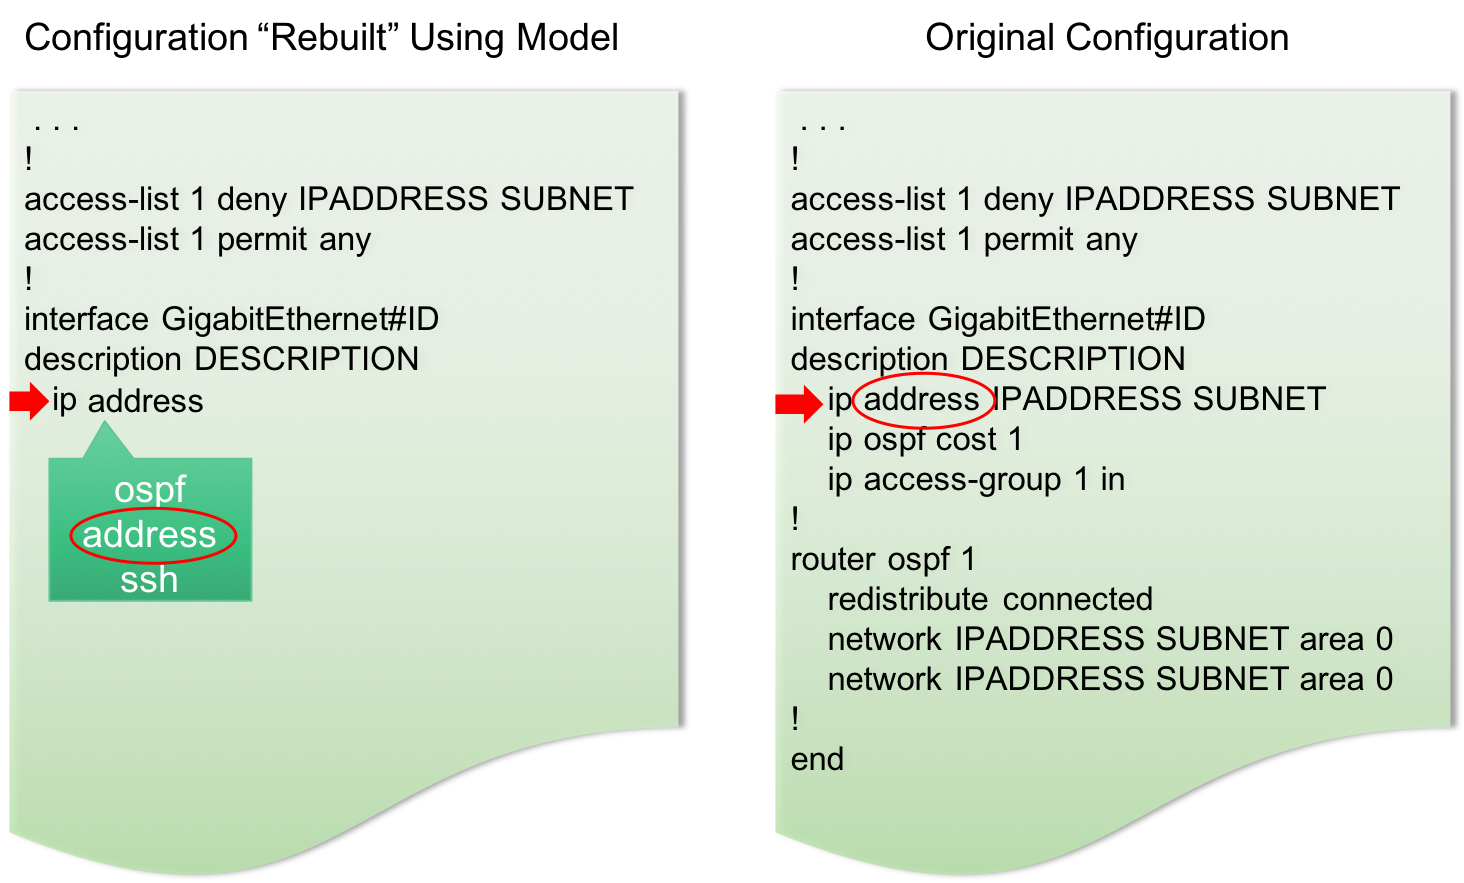 Configuration “Rebuilt” Using Model
. . .
!
access-list 1 deny IPADDRESS SUBNET
access-list 1 permit any
!
interface GigabitEthernet#ID
description DESCRIPTION
ip address
ospf
address
ssh
Original Configuration
. . .
!
access-list 1 deny IPADDRESS SUBNET
access-list 1 permit any
!
interface GigabitEthernet#ID
description DESCRIPTION
ip address IPADDRESS SUBNET
ip ospf cost 1
ip access-group 1 in
!
router ospf 1
redistribute connected
network IPADDRESS SUBNET area 0
network IPADDRESS SUBNET area 0
!
end